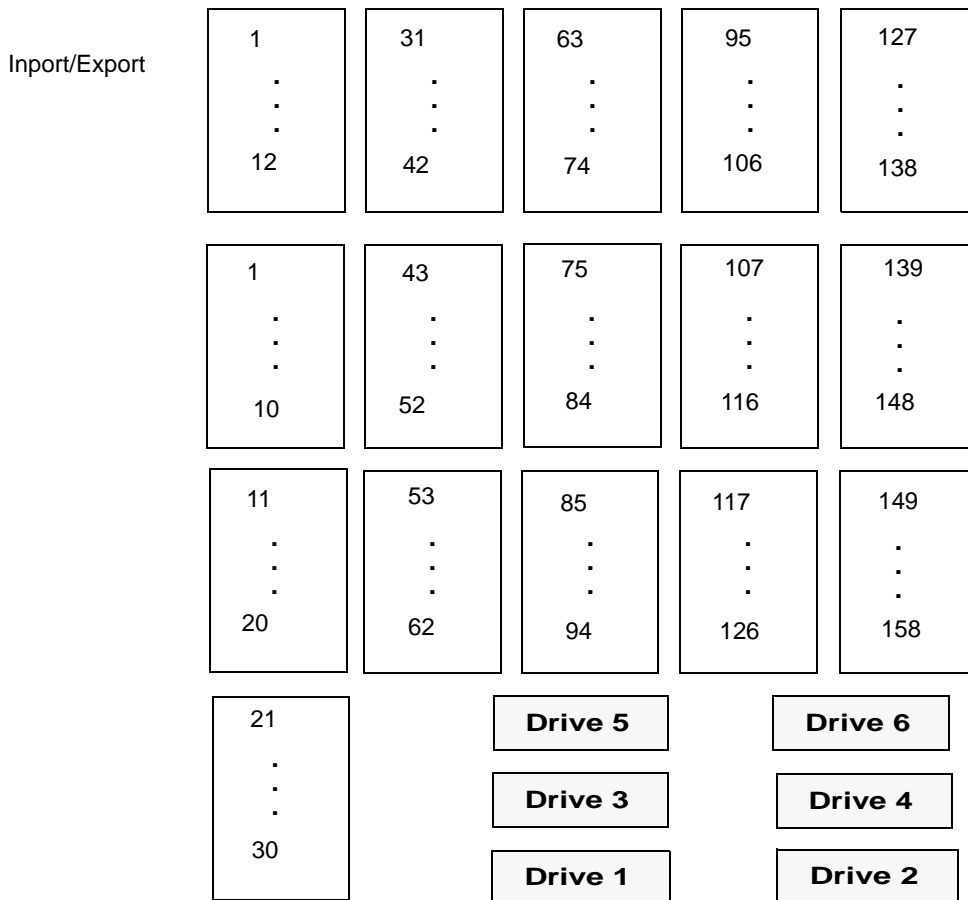 Inport/Export
1 31 63 95 127
12 42 74 106 138
1 43 75 107 139
10 52 84 116 148
11 53 85 117 149
20 62 94 126 158
21 Drive 5 Drive 6
Drive 3 Drive 4
30
Drive 1 Drive 2